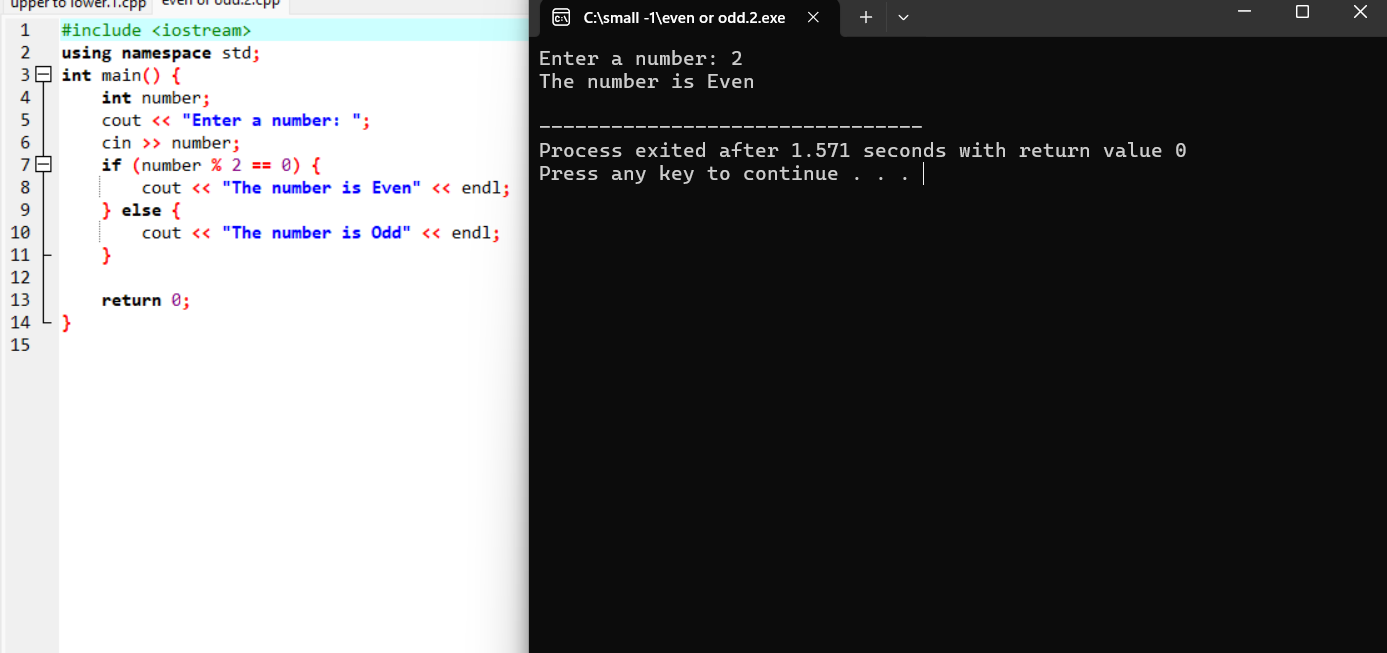 upper to lower.1.cpp even or odd.2.cpp
1 #include <iostream>
2 using namespace std;
3 int main() {
4 int number;
5 cout << "Enter a number: ";
6 cin >> number;
7 if (number % 2 == 0) {
8 cout << "The number is Even" << endl;
9 } else {
10 cout << "The number is Odd" << endl;
11 }
12
13 return 0;
14 }
15
C:\small -1\even or odd.2.exe
Enter a number: 2
The number is Even
--------------------------------
Process exited after 1.571 seconds with return value 0
Press any key to continue . . .